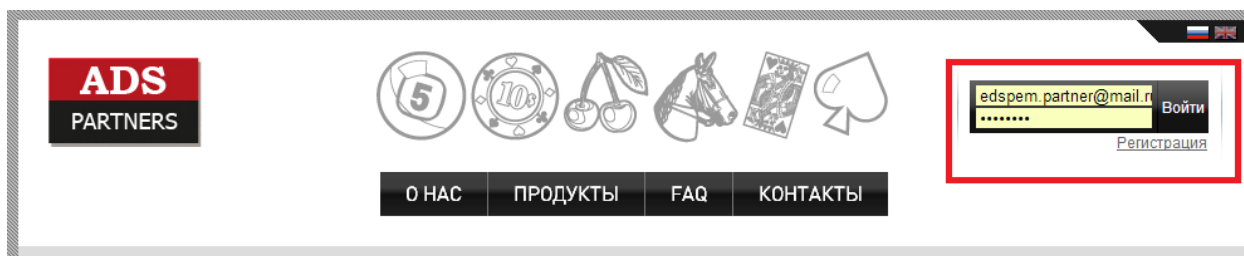 ADS
PARTNERS
5
10¢
edspem.partner@mail.r
••••••••
Войти
Регистрация
О НАС
ПРОДУКТЫ
FAQ
КОНТАКТЫ